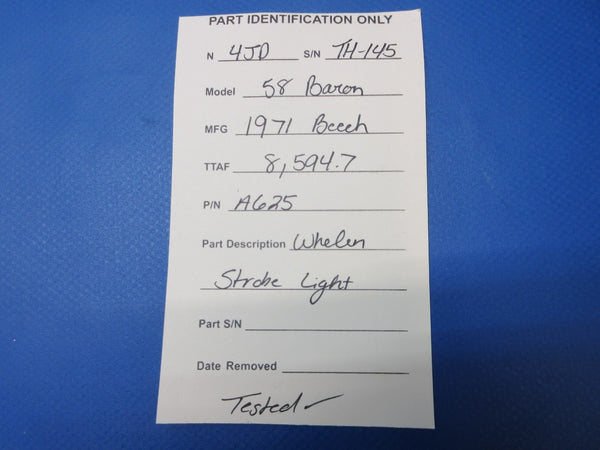 PART IDENTIFICATION ONLY
N 4JD S/N TH-145
Model 58 Baron
MFG 1971 Beech
TTAF 8,594.7
P/N A625
Part Description Whelen
Strobe Light
Part S/N
Date Removed
Tested ✓